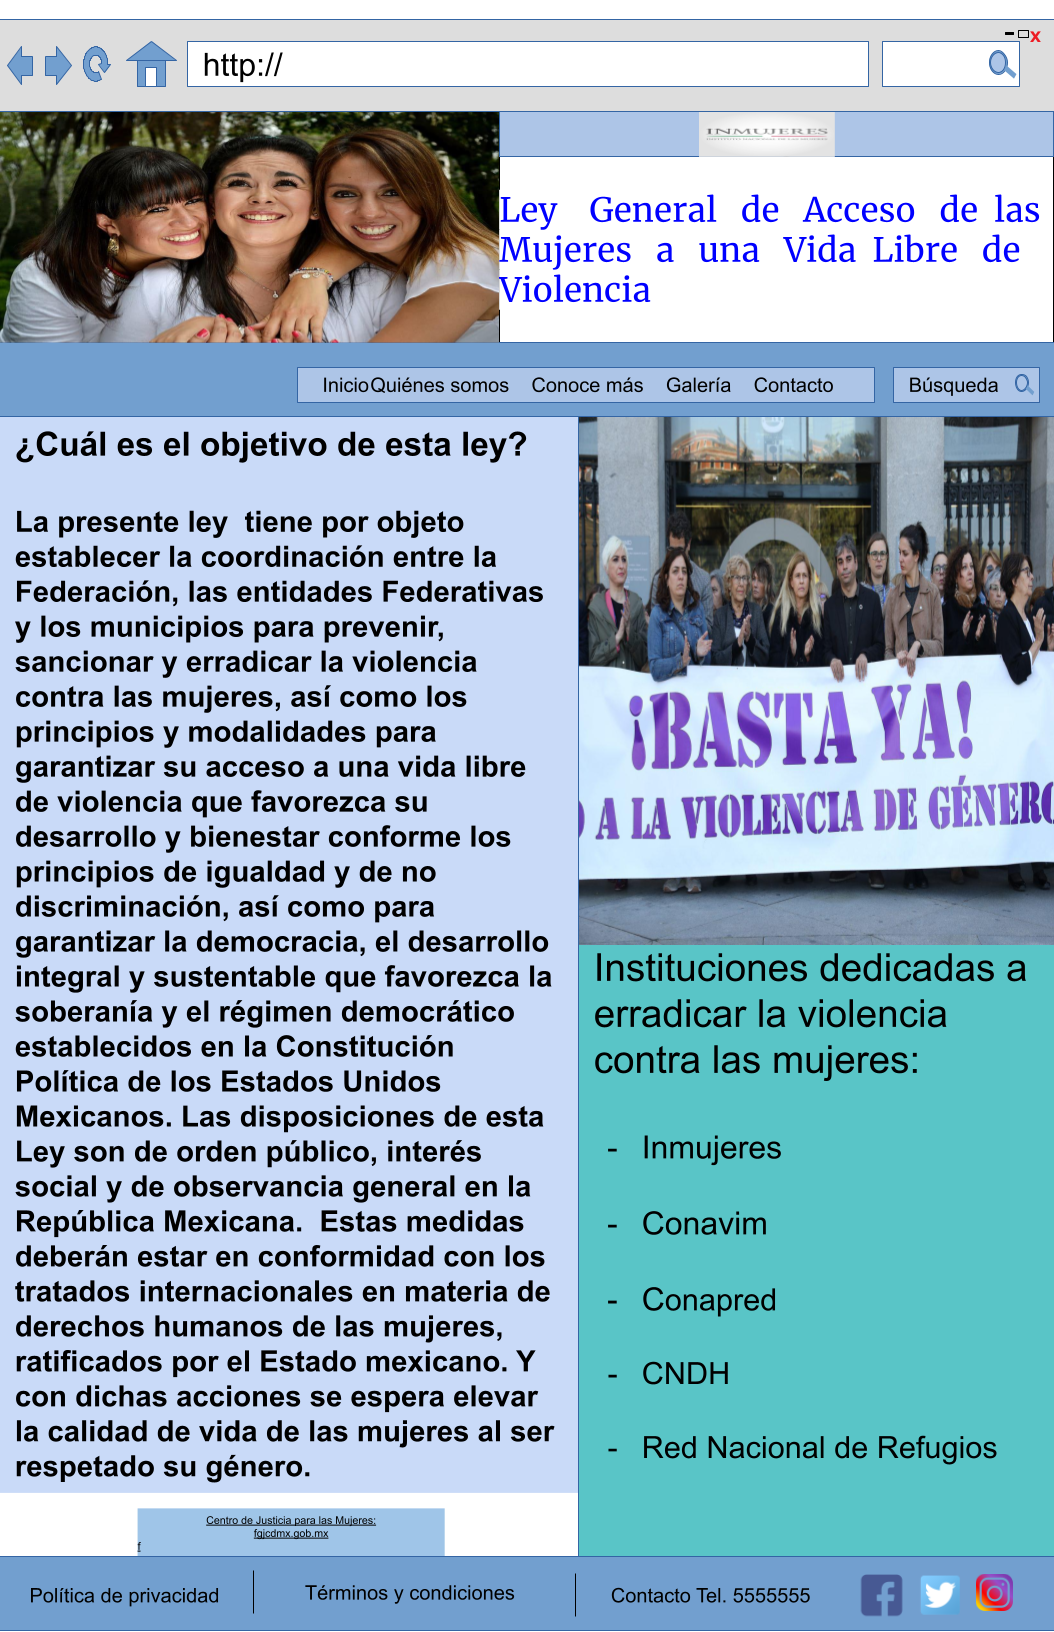 x
http://
INMUJERES
Ley General de Acceso de las
Mujeres a una Vida Libre de
Violencia
Inicio Quiénes somos Conoce más Galería Contacto
Búsqueda
¿Cuál es el objetivo de esta ley?
La presente ley tiene por objeto
establecer la coordinación entre la
Federación, las entidades Federativas
y los municipios para prevenir,
sancionar y erradicar la violencia
contra las mujeres, así como los
principios y modalidades para
garantizar su acceso a una vida libre
de violencia que favorezca su
desarrollo y bienestar conforme los
principios de igualdad y de no
discriminación, así como para
garantizar la democracia, el desarrollo
integral y sustentable que favorezca la
soberanía y el régimen democrático
establecidos en la Constitución
Política de los Estados Unidos
Mexicanos. Las disposiciones de esta
Ley son de orden público, interés
social y de observancia general en la
República Mexicana. Estas medidas
deberán estar en conformidad con los
tratados internacionales en materia de
derechos humanos de las mujeres,
ratificados por el Estado mexicano. Y
con dichas acciones se espera elevar
la calidad de vida de las mujeres al ser
respetado su género.
¡BASTA YA!
A LA VIOLENCIA DE GÉNERO
Instituciones dedicadas a
erradicar la violencia
contra las mujeres:
- Inmujeres
- Conavim
- Conapred
- CNDH
- Red Nacional de Refugios
Centro de Justicia para las Mujeres:
fgjcdmx.gob.mx
f
Política de privacidad
Términos y condiciones
Contacto Tel. 5555555